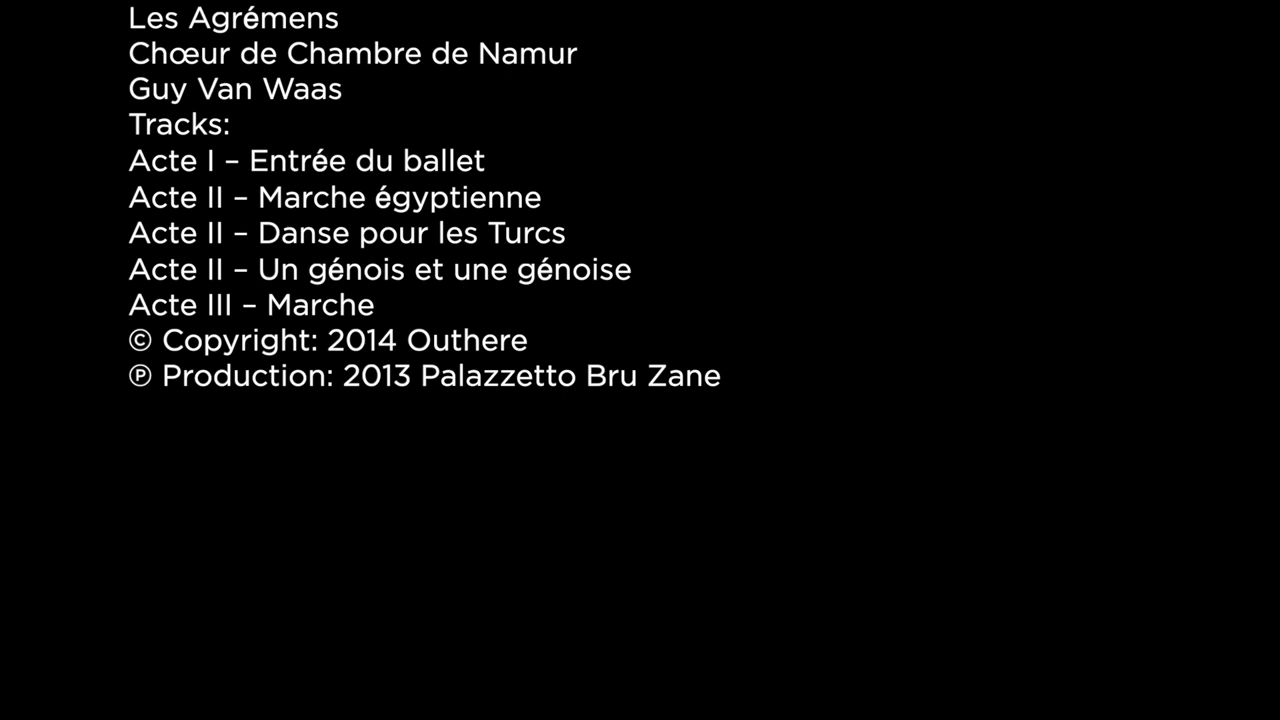 Les Agrémens
Chœur de Chambre de Namur
Guy Van Waas
Tracks:
Acte I – Entrée du ballet
Acte II – Marche égyptienne
Acte II – Danse pour les Turcs
Acte II – Un génois et une génoise
Acte III – Marche
© Copyright: 2014 Outhere
℗ Production: 2013 Palazzetto Bru Zane